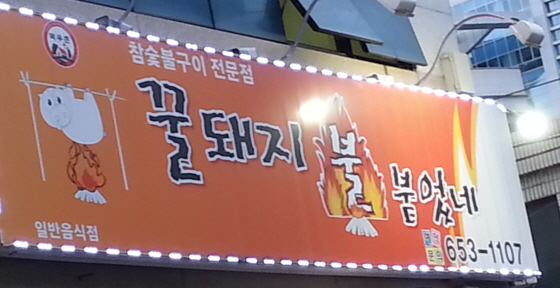 참숯불구이 전문점
꿀돼지 불 붙었네
일반음식점
653-1107